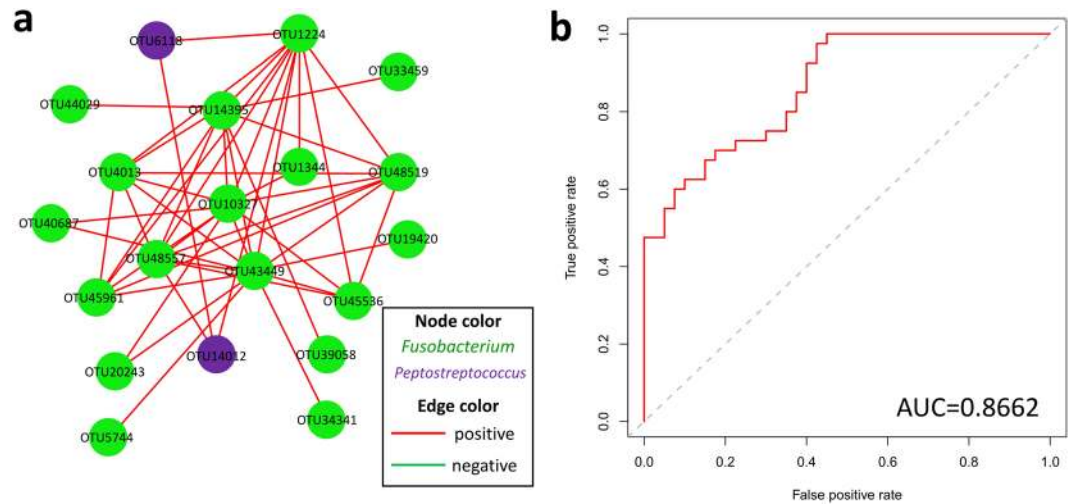 a
OTU6118
OTU1224
OTU33459
OTU44029
OTU14395
OTU4013
OTU1344
OTU48519
OTU10327
OTU40687
OTU19420
OTU48557
OTU43449
OTU45961
OTU45536
OTU14012
OTU39058
OTU20243
OTU34341
OTU5744
Node color
Fusobacterium
Peptostreptococcus
Edge color
positive
negative
b
True positive rate
1.0
0.8
0.6
0.4
0.2
0.0
AUC=0.8662
0.0 0.2 0.4 0.6 0.8 1.0
False positive rate